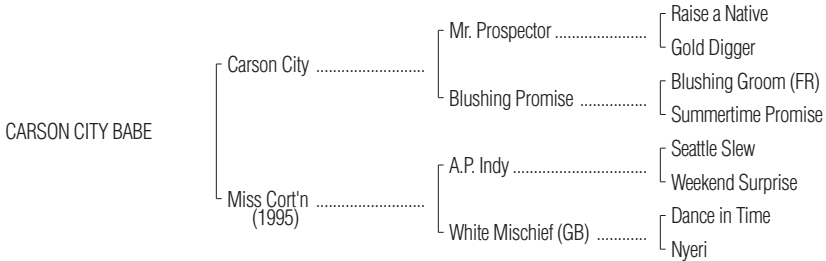 Raise a Native
Mr. Prospector ......................
Gold Digger
Carson City .........................
Blushing Groom (FR)
Blushing Promise ................
Summertime Promise
CARSON CITY BABE
Seattle Slew
A.P. Indy ................................
Weekend Surprise
Miss Cort'n .........................
(1995)
Dance in Time
White Mischief (GB) ............
Nyeri